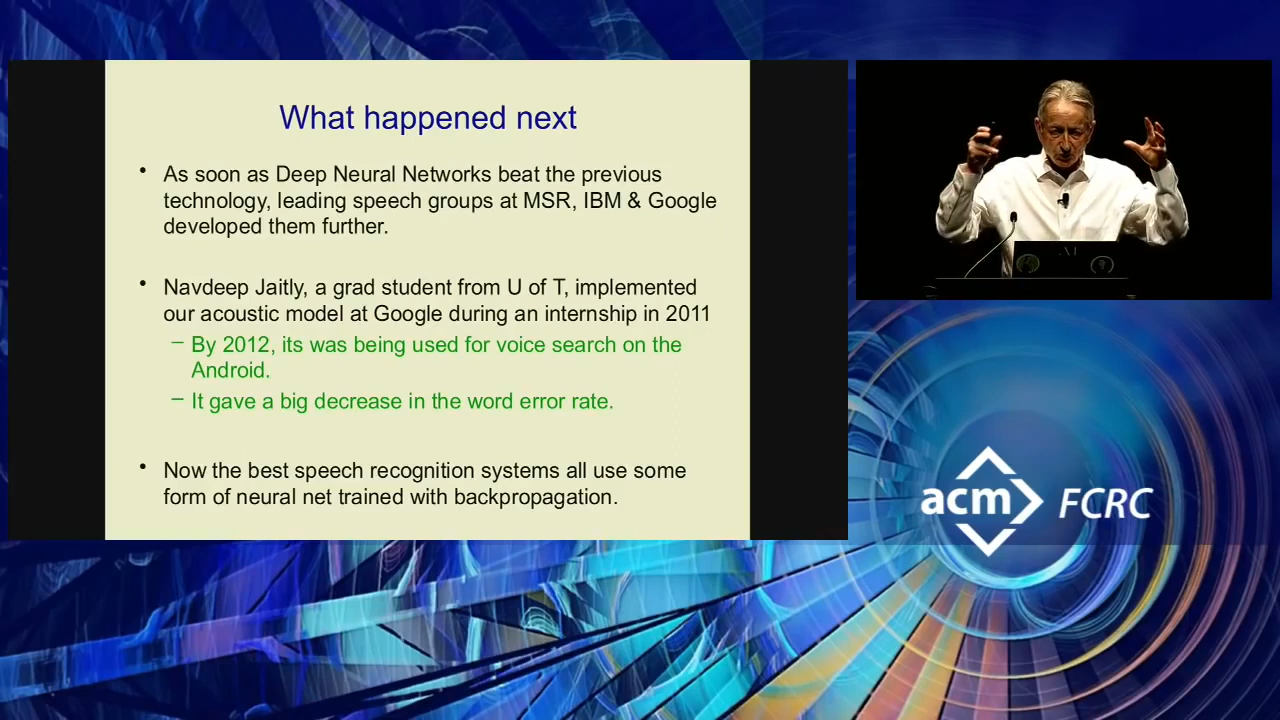 What happened next
• As soon as Deep Neural Networks beat the previous
technology, leading speech groups at MSR, IBM & Google
developed them further.
• Navdeep Jaitly, a grad student from U of T, implemented
our acoustic model at Google during an internship in 2011
– By 2012, its was being used for voice search on the
Android.
– It gave a big decrease in the word error rate.
• Now the best speech recognition systems all use some
form of neural net trained with backpropagation.
acm FCRC